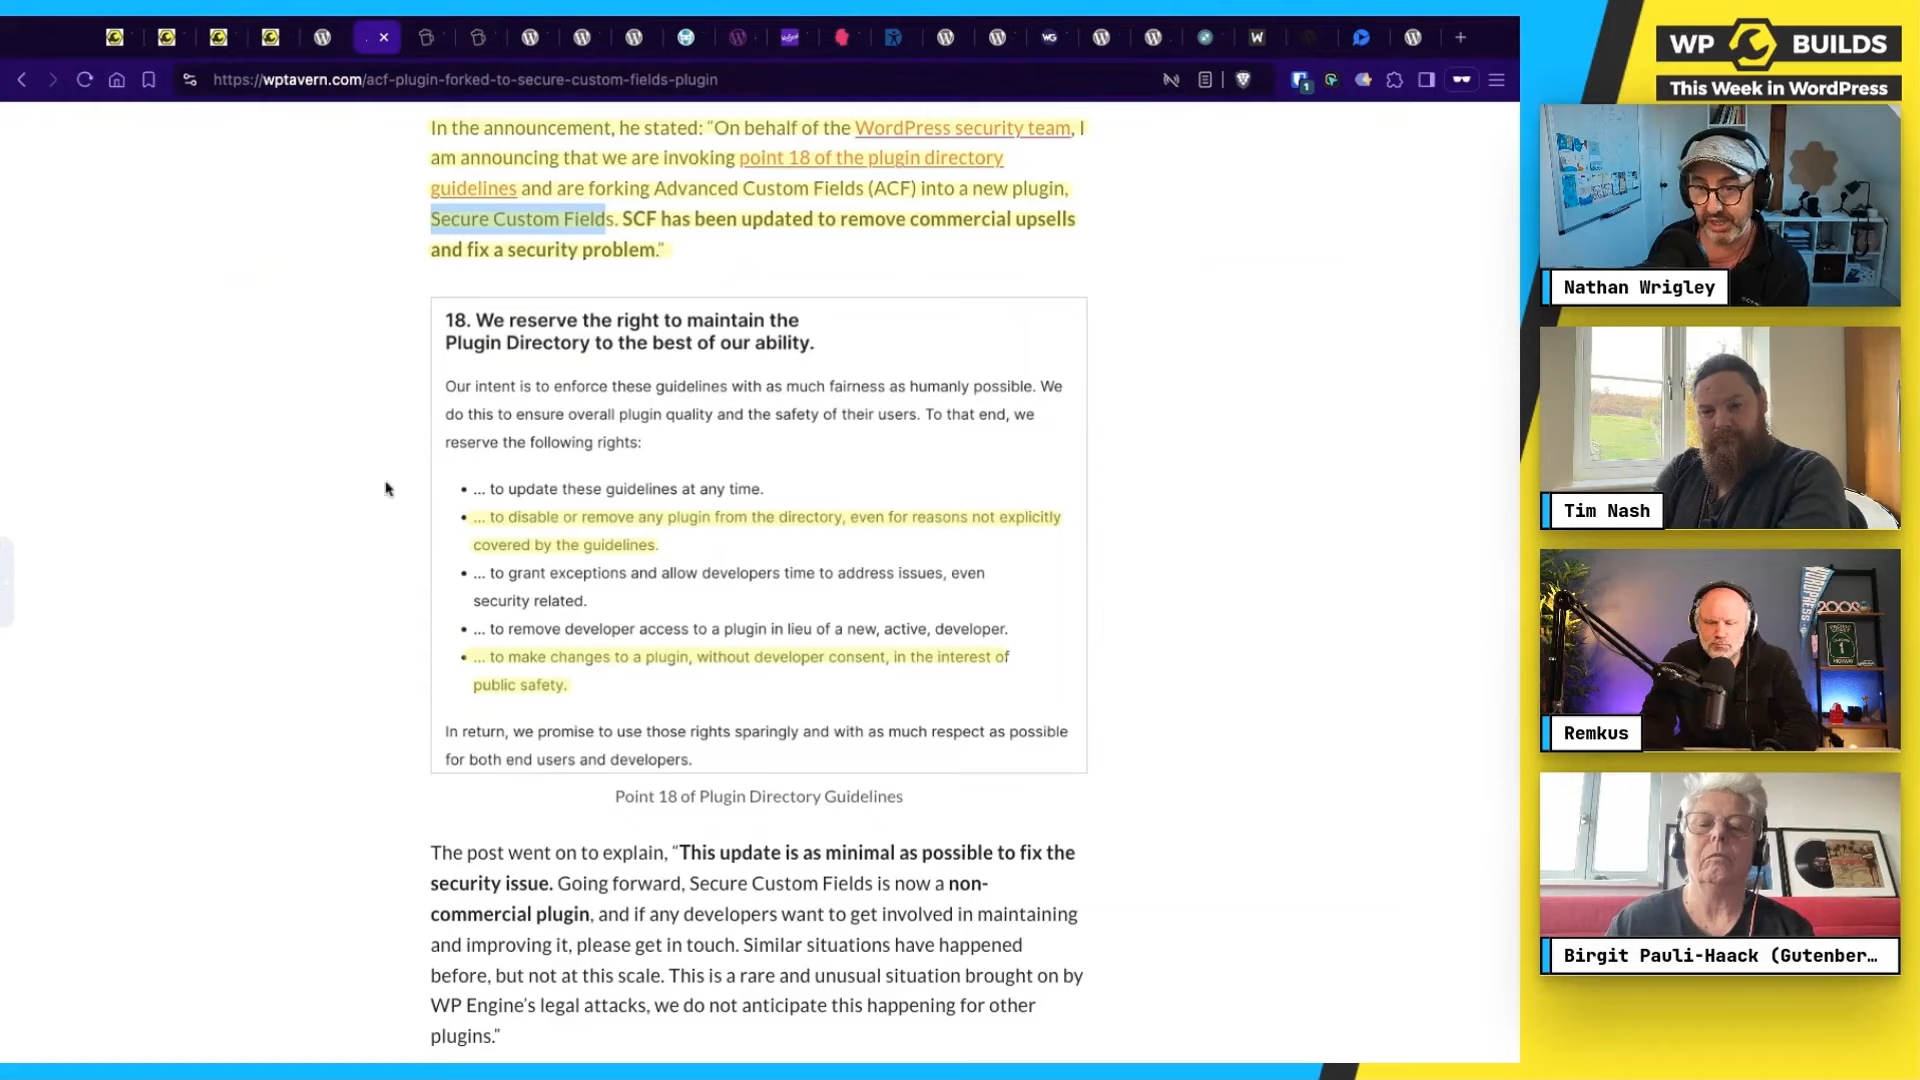 https://wptavern.com/acf-plugin-forked-to-secure-custom-fields-plugin
In the announcement, he stated: “On behalf of the WordPress security team, I
am announcing that we are invoking point 18 of the plugin directory
guidelines and are forking Advanced Custom Fields (ACF) into a new plugin,
Secure Custom Fields. SCF has been updated to remove commercial upsells
and fix a security problem.”
18. We reserve the right to maintain the
Plugin Directory to the best of our ability.
Our intent is to enforce these guidelines with as much fairness as humanly possible. We
do this to ensure overall plugin quality and the safety of their users. To that end, we
reserve the following rights:
• ... to update these guidelines at any time.
• ... to disable or remove any plugin from the directory, even for reasons not explicitly
covered by the guidelines.
• ... to grant exceptions and allow developers time to address issues, even
security related.
• ... to remove developer access to a plugin in lieu of a new, active, developer.
• ... to make changes to a plugin, without developer consent, in the interest of
public safety.
In return, we promise to use those rights sparingly and with as much respect as possible
for both end users and developers.
Point 18 of Plugin Directory Guidelines
The post went on to explain, “This update is as minimal as possible to fix the
security issue. Going forward, Secure Custom Fields is now a non-
commercial plugin, and if any developers want to get involved in maintaining
and improving it, please get in touch. Similar situations have happened
before, but not at this scale. This is a rare and unusual situation brought on by
WP Engine’s legal attacks, we do not anticipate this happening for other
plugins.”
WP BUILDS
This Week in WordPress
Nathan Wrigley
Tim Nash
Remkus
Birgit Pauli-Haack (Gutenber…